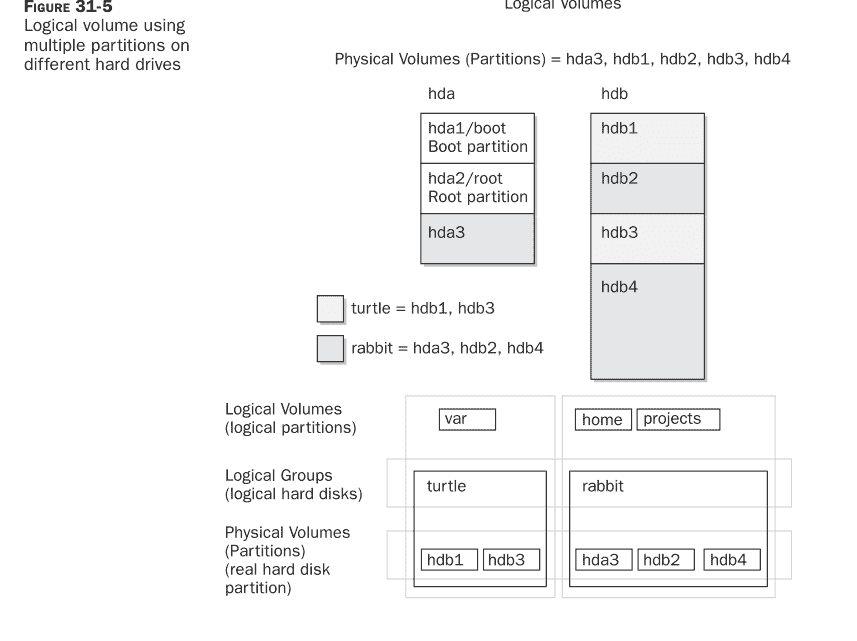 FIGURE 31-5
Logical volume using
multiple partitions on
different hard drives
Logical Volumes
Physical Volumes (Partitions) = hda3, hdb1, hdb2, hdb3, hdb4
hda
hdb
hda1/boot
Boot partition
hda2/root
Root partition
hda3
hdb1
hdb2
hdb3
hdb4
turtle = hdb1, hdb3
rabbit = hda3, hdb2, hdb4
Logical Volumes
(logical partitions)
var
home
projects
Logical Groups
(logical hard disks)
turtle
rabbit
Physical Volumes
(Partitions)
(real hard disk
partition)
hdb1
hdb3
hda3
hdb2
hdb4